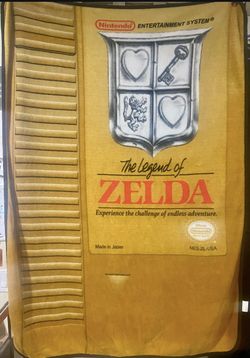 Nintendo ENTERTAINMENT SYSTEM®
The Legend of
ZELDA
Experience the challenge of endless adventure.
Made in Japan
NES-ZL-USA